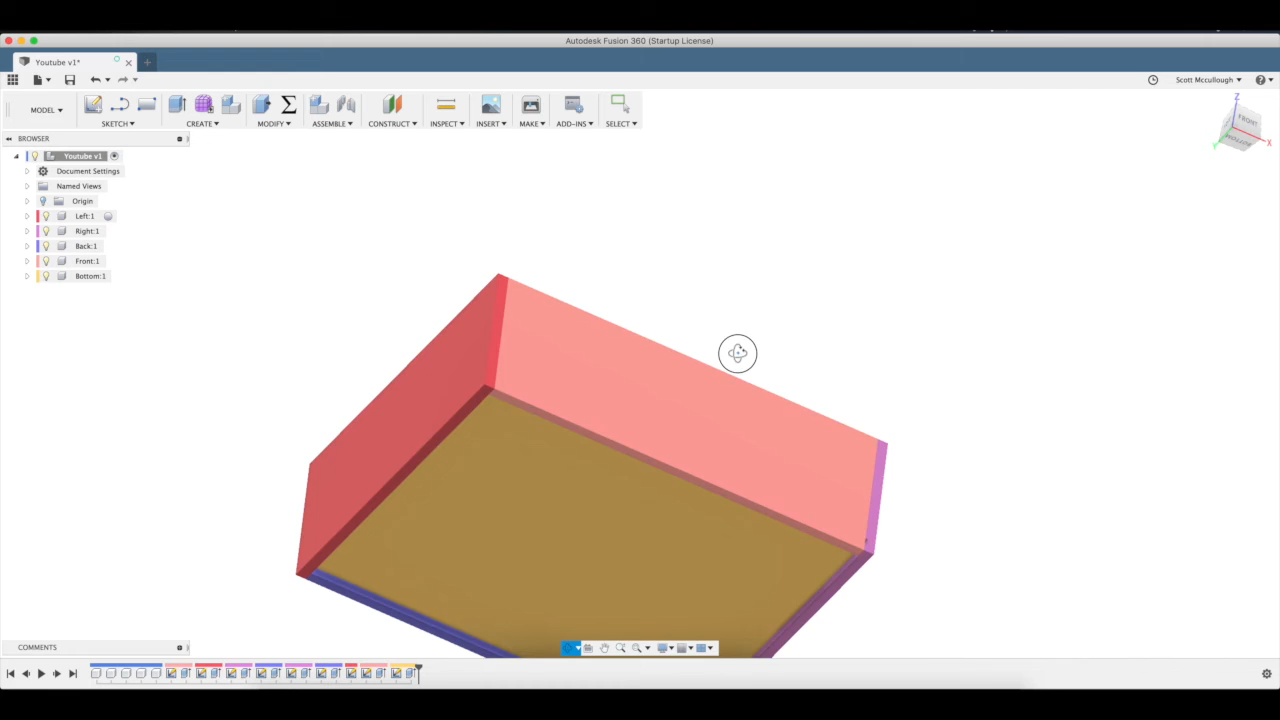 Autodesk Fusion 360 (Startup License)
Youtube v1*
Scott Mccullough
MODEL
SKETCH
CREATE
MODIFY
ASSEMBLE
CONSTRUCT
INSPECT
INSERT
MAKE
ADD-INS
SELECT
Z
FRONT
BOTTOM
X
Y
BROWSER
Youtube v1
Document Settings
Named Views
Origin
Left:1
Right:1
Back:1
Front:1
Bottom:1
COMMENTS